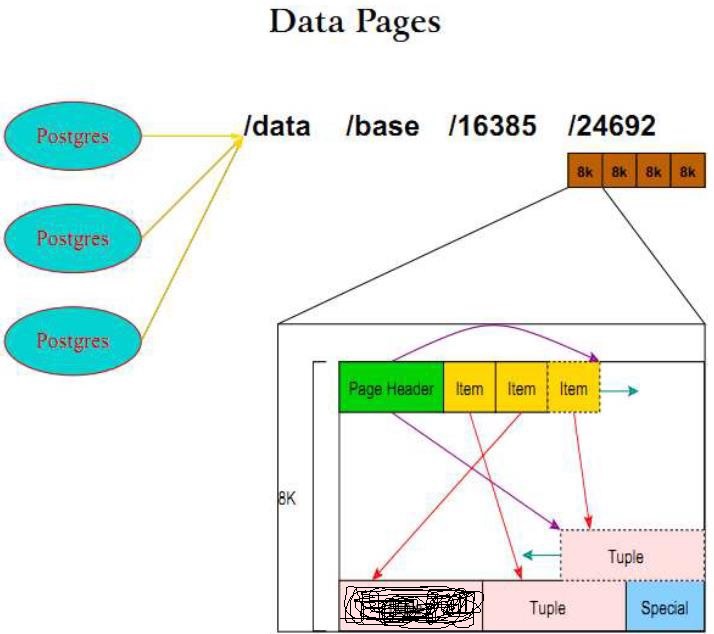 Data Pages
Postgres
Postgres
Postgres
/data /base /16385 /24692
8k 8k 8k 8k
8K
Page Header Item Item Item
Tuple
Tuple Special